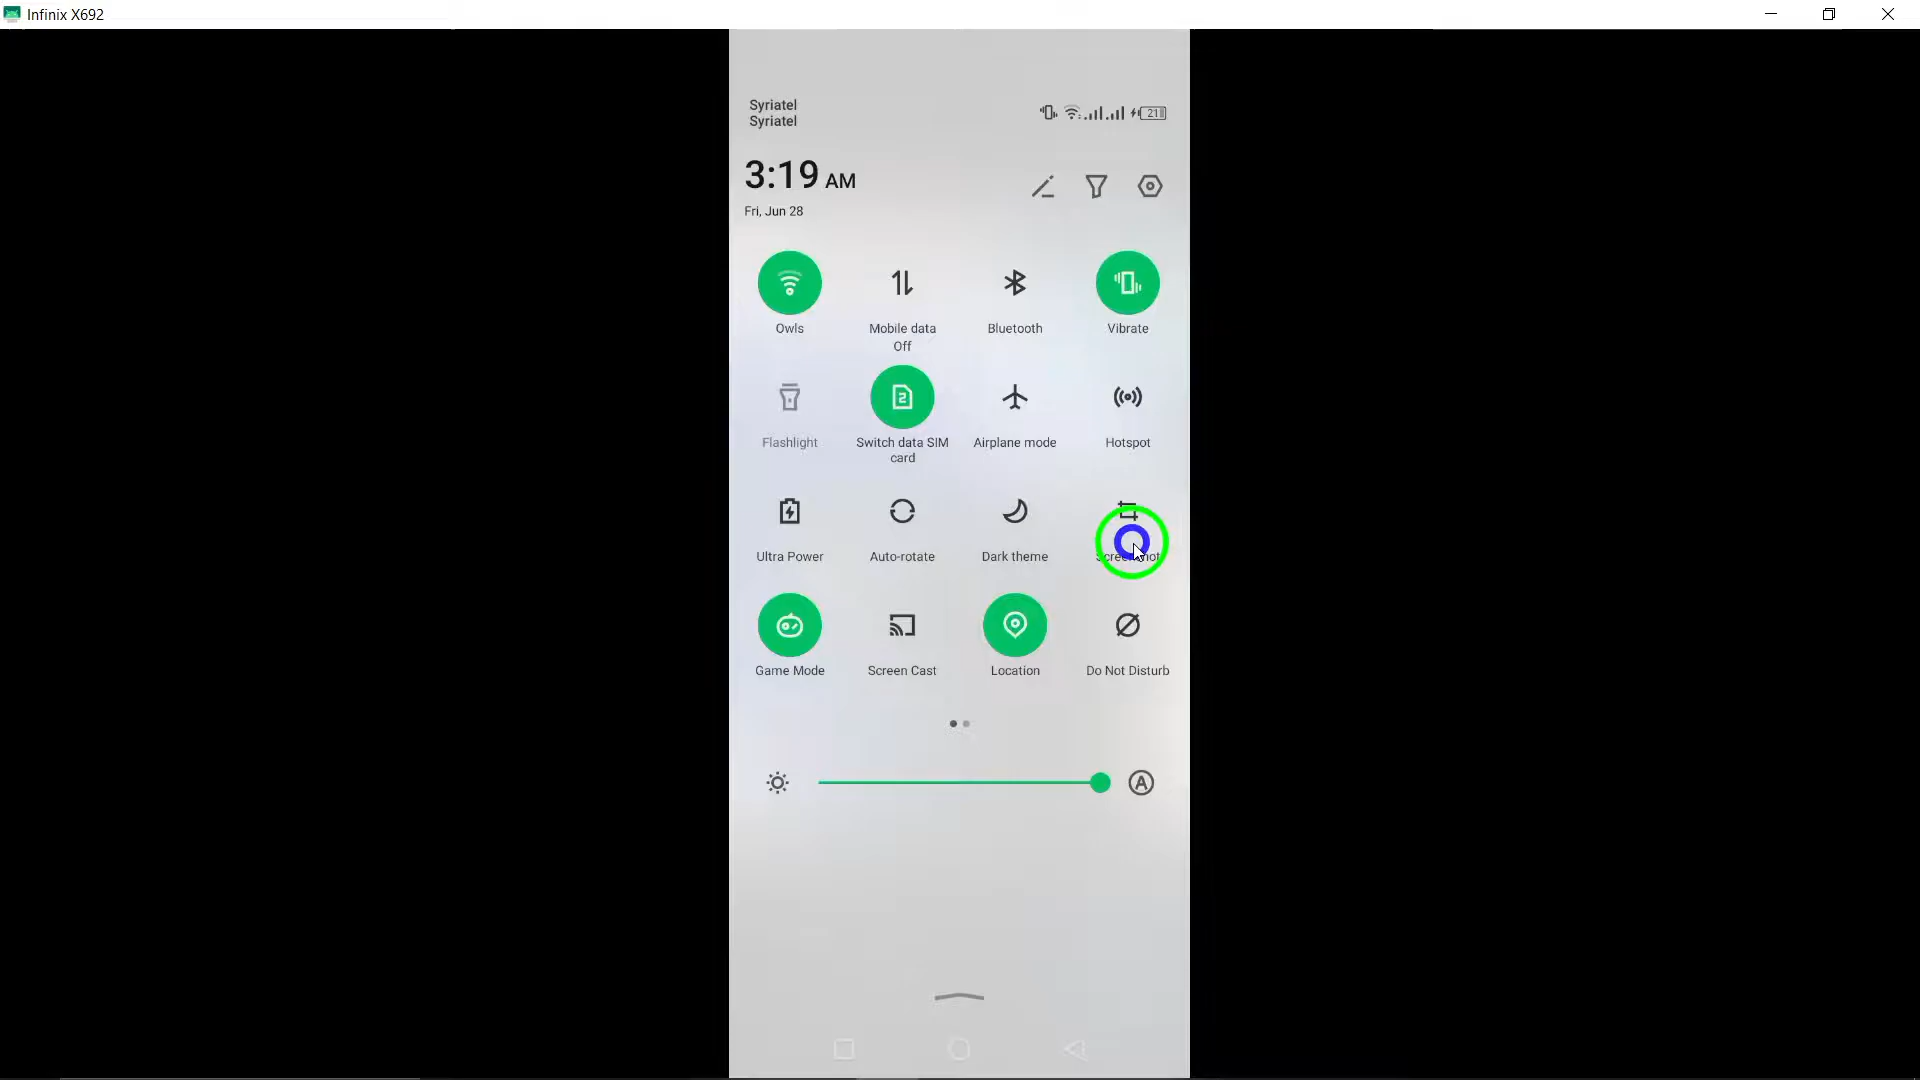 Infinix X692
Syriatel
Syriatel
21
3:19 AM
Fri, Jun 28
Owls
Mobile data
Off
Bluetooth
Vibrate
Flashlight
2
Switch data SIM
card
Airplane mode
Hotspot
Ultra Power
Auto-rotate
Dark theme
Game Mode
Screen Cast
Location
Do Not Disturb
A